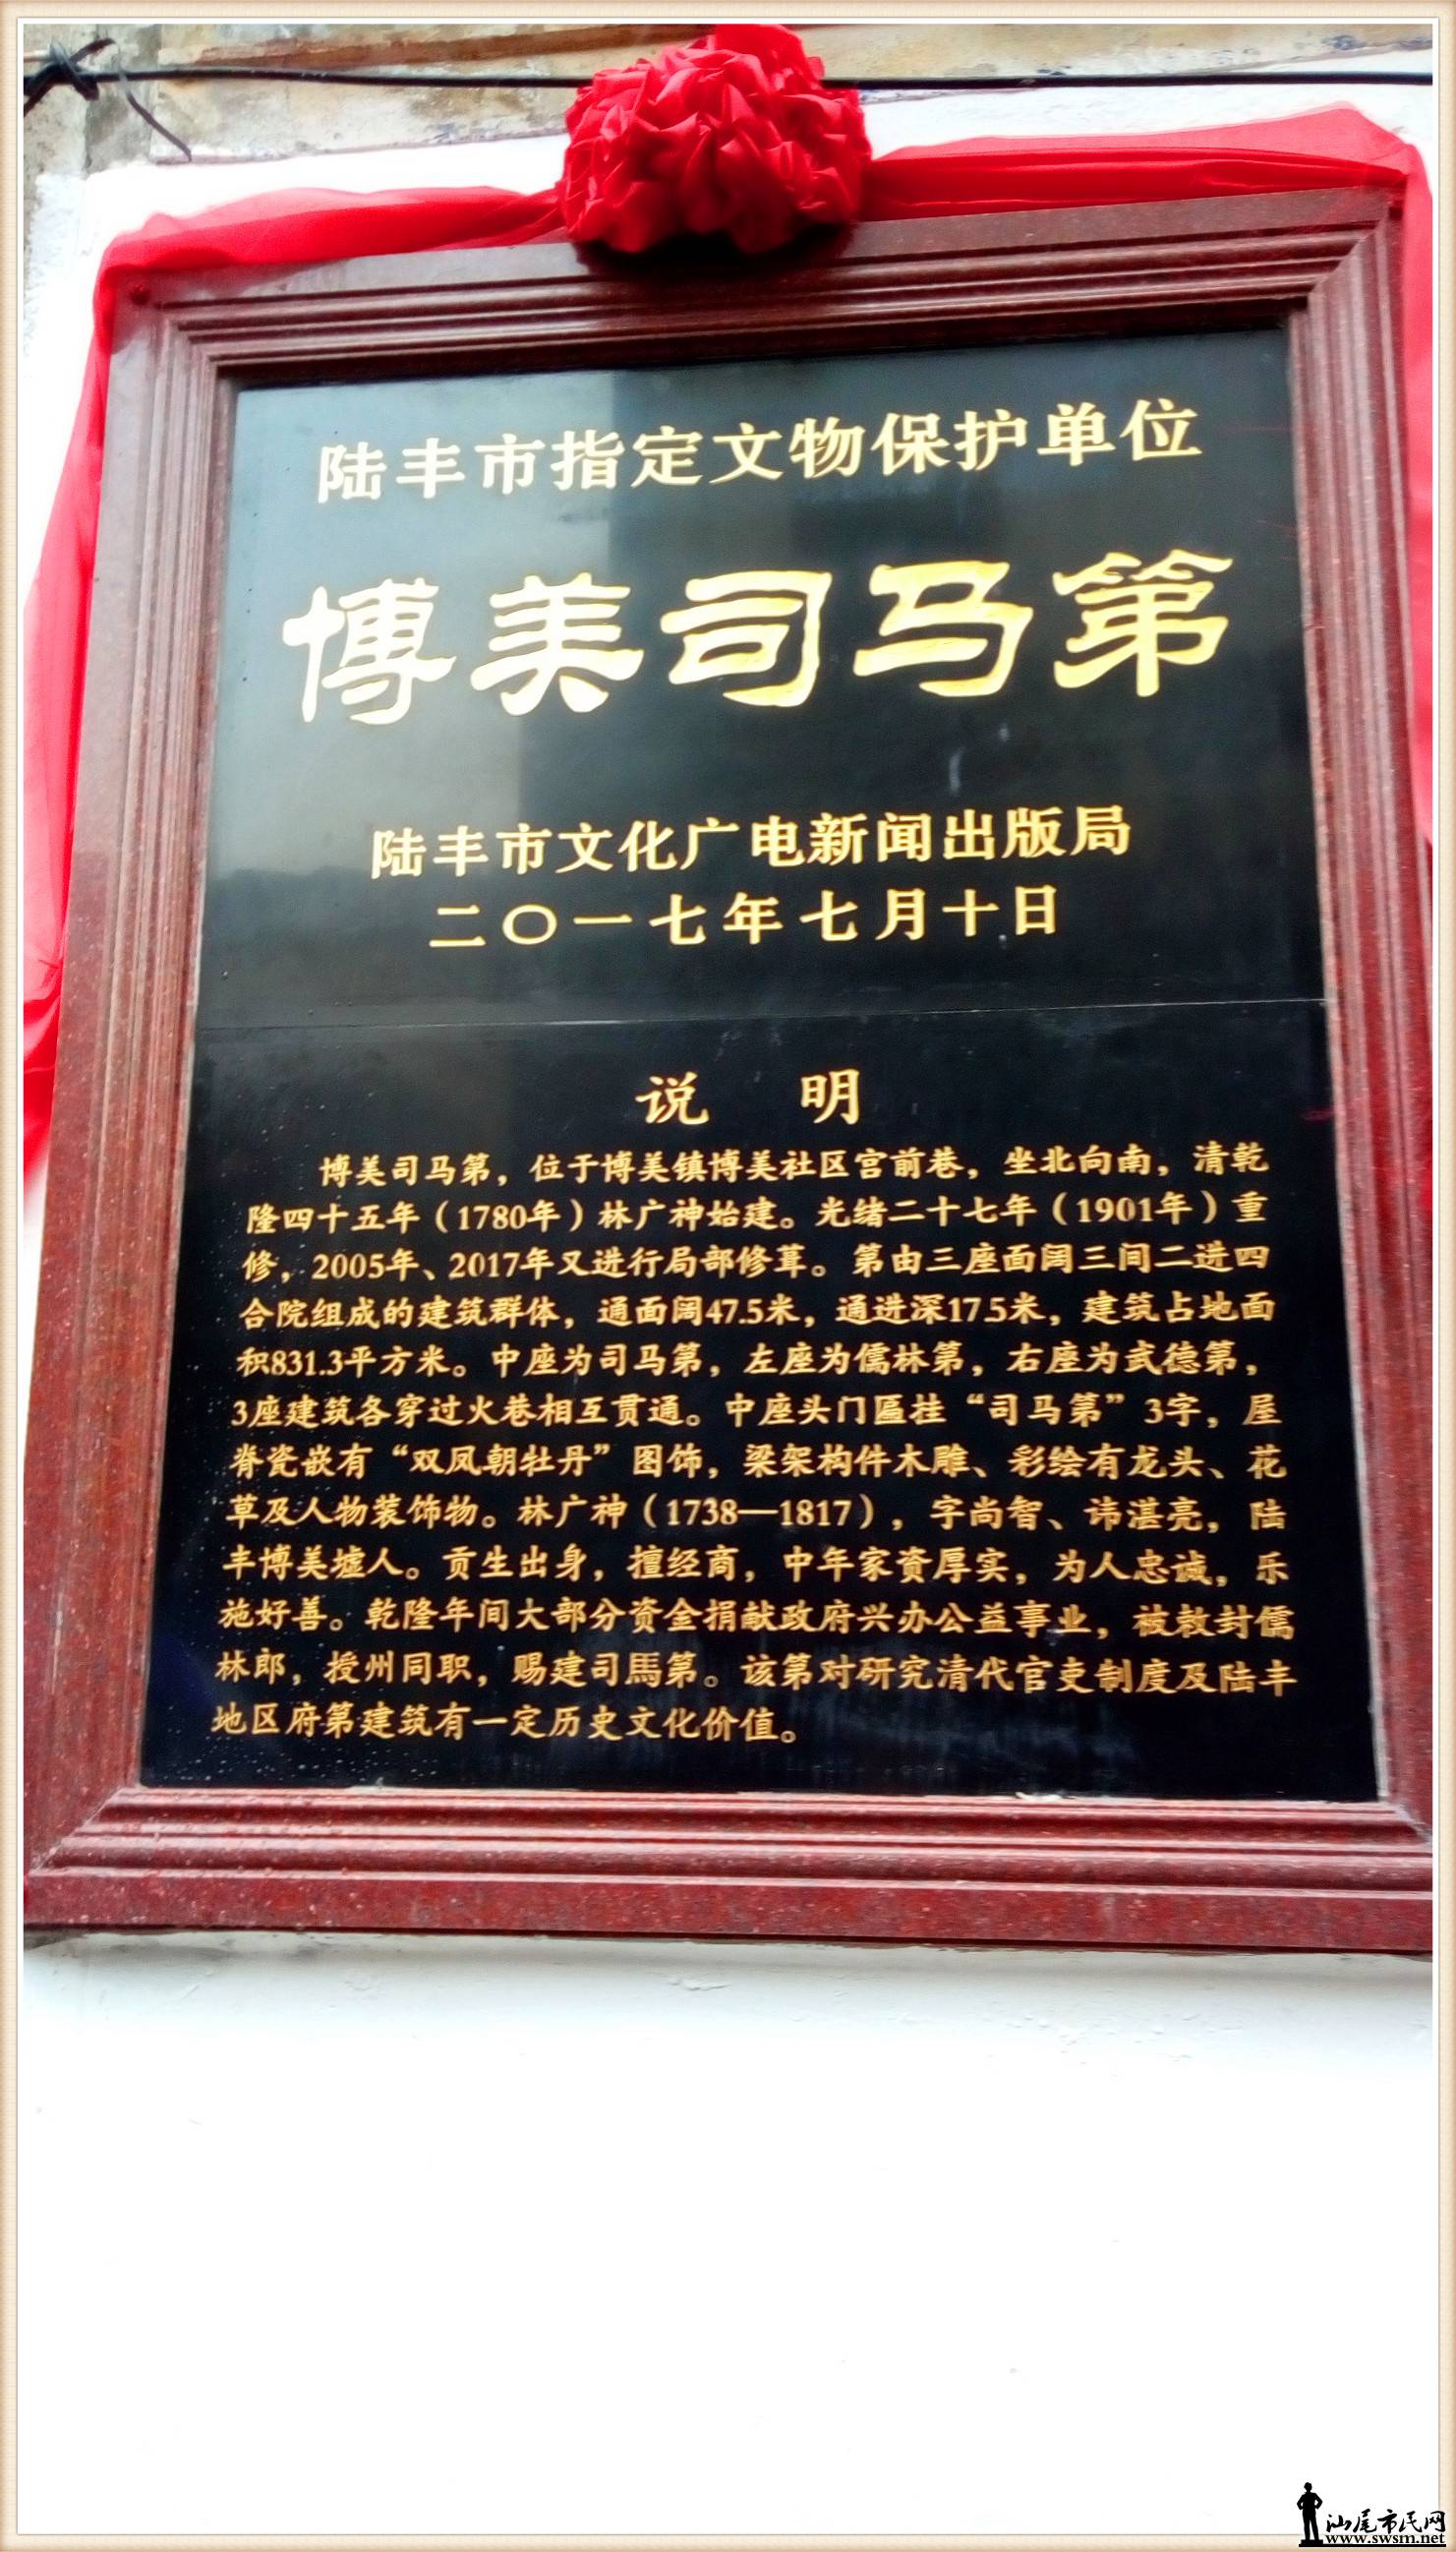 陆丰市指定文物保护单位
博美司马第
陆丰市文化广电新闻出版局
二〇一七年七月十日
说 明
博美司马第，位于博美镇博美社区宫前巷，坐北向南，清乾
隆四十五年（1780年）林广神始建。光绪二十七年（1901年）重
修，2005年、2017年又进行局部修葺。第由三座面阔三间二进四
合院组成的建筑群体，通面阔47.5米，通进深17.5米，建筑占地面
积831.3平方米。中座为司马第，左座为儒林第，右座为武德第，
3座建筑各穿过火巷相互贯通。中座头门匾挂“司马第”3字，屋
脊瓷嵌有“双凤朝牡丹”图饰，梁架构件木雕、彩绘有龙头、花
草及人物装饰物。林广神（1738—1817），字尚智、讳湛亮，陆
丰博美墟人。贡生出身，擅经商，中年家资厚实，为人忠诚，乐
施好善。乾隆年间大部分资金捐献政府兴办公益事业，被敕封儒
林郎，授州同职，赐建司馬第。该第对研究清代官吏制度及陆丰
地区府第建筑有一定历史文化价值。
汕尾市民网
www.swsm.net